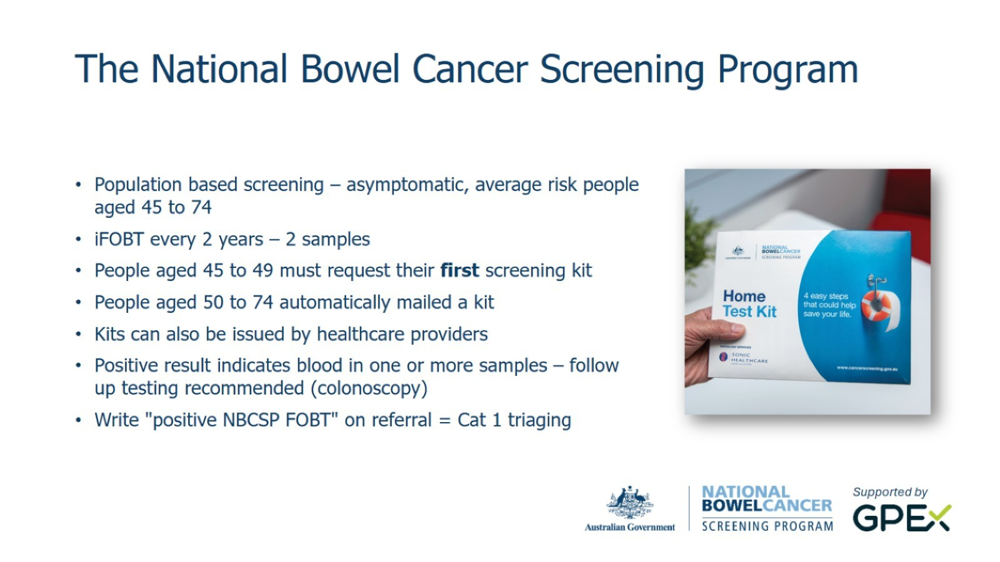 The National Bowel Cancer Screening Program
• Population based screening – asymptomatic, average risk people
aged 45 to 74
• iFOBT every 2 years – 2 samples
• People aged 45 to 49 must request their first screening kit
• People aged 50 to 74 automatically mailed a kit
• Kits can also be issued by healthcare providers
• Positive result indicates blood in one or more samples – follow
up testing recommended (colonoscopy)
• Write "positive NBCSP FOBT" on referral = Cat 1 triaging
Australian Government
NATIONAL
BOWELCANCER
SCREENING PROGRAM
Home
Test Kit
4 easy steps
that could help
save your life.
PATHOLOGY SERVICES
SONIC
HEALTHCARE
www.cancerscreening.gov.au
Australian Government
NATIONAL
BOWELCANCER
SCREENING PROGRAM
Supported by
GPEX